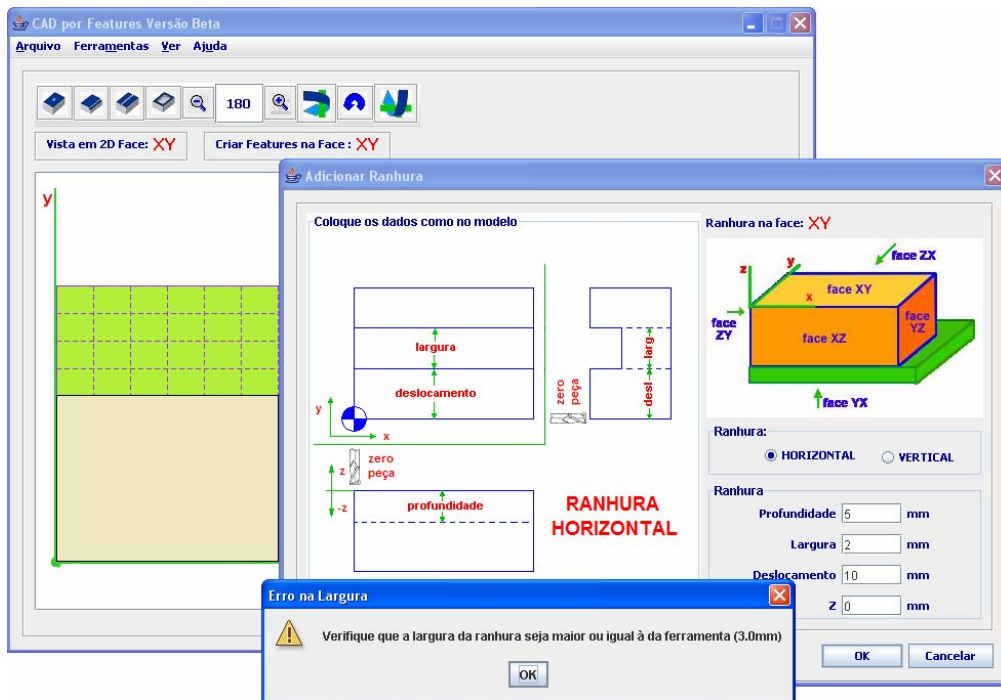 CAD por Features Versão Beta
Arquivo Ferramentas Ver Ajuda
180
Vista em 2D Face: XY
Criar Features na Face : XY
y
Adicionar Ranhura
Coloque os dados como no modelo
largura
deslocamento
y
x
larg
desl
zero
peça
z
-z
zero
peça
profundidade
RANHURA
HORIZONTAL
Ranhura na face: XY
z
y
x
face ZX
face XY
face
ZY
face XZ
face
YZ
face YX
Ranhura:
HORIZONTAL VERTICAL
Ranhura
Profundidade 5 mm
Largura 2 mm
Deslocamento 10 mm
Z 0 mm
OK Cancelar
Erro na Largura
Verifique que a largura da ranhura seja maior ou igual à da ferramenta (3.0mm)
OK